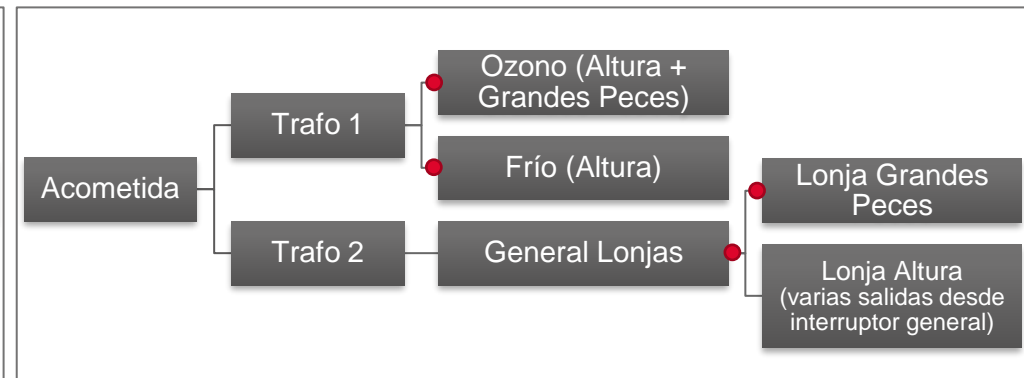 Acometida
Trafo 1
Ozono (Altura +
Grandes Peces)
Frío (Altura)
Trafo 2
General Lonjas
Lonja Grandes
Peces
Lonja Altura
(varias salidas desde
interruptor general)